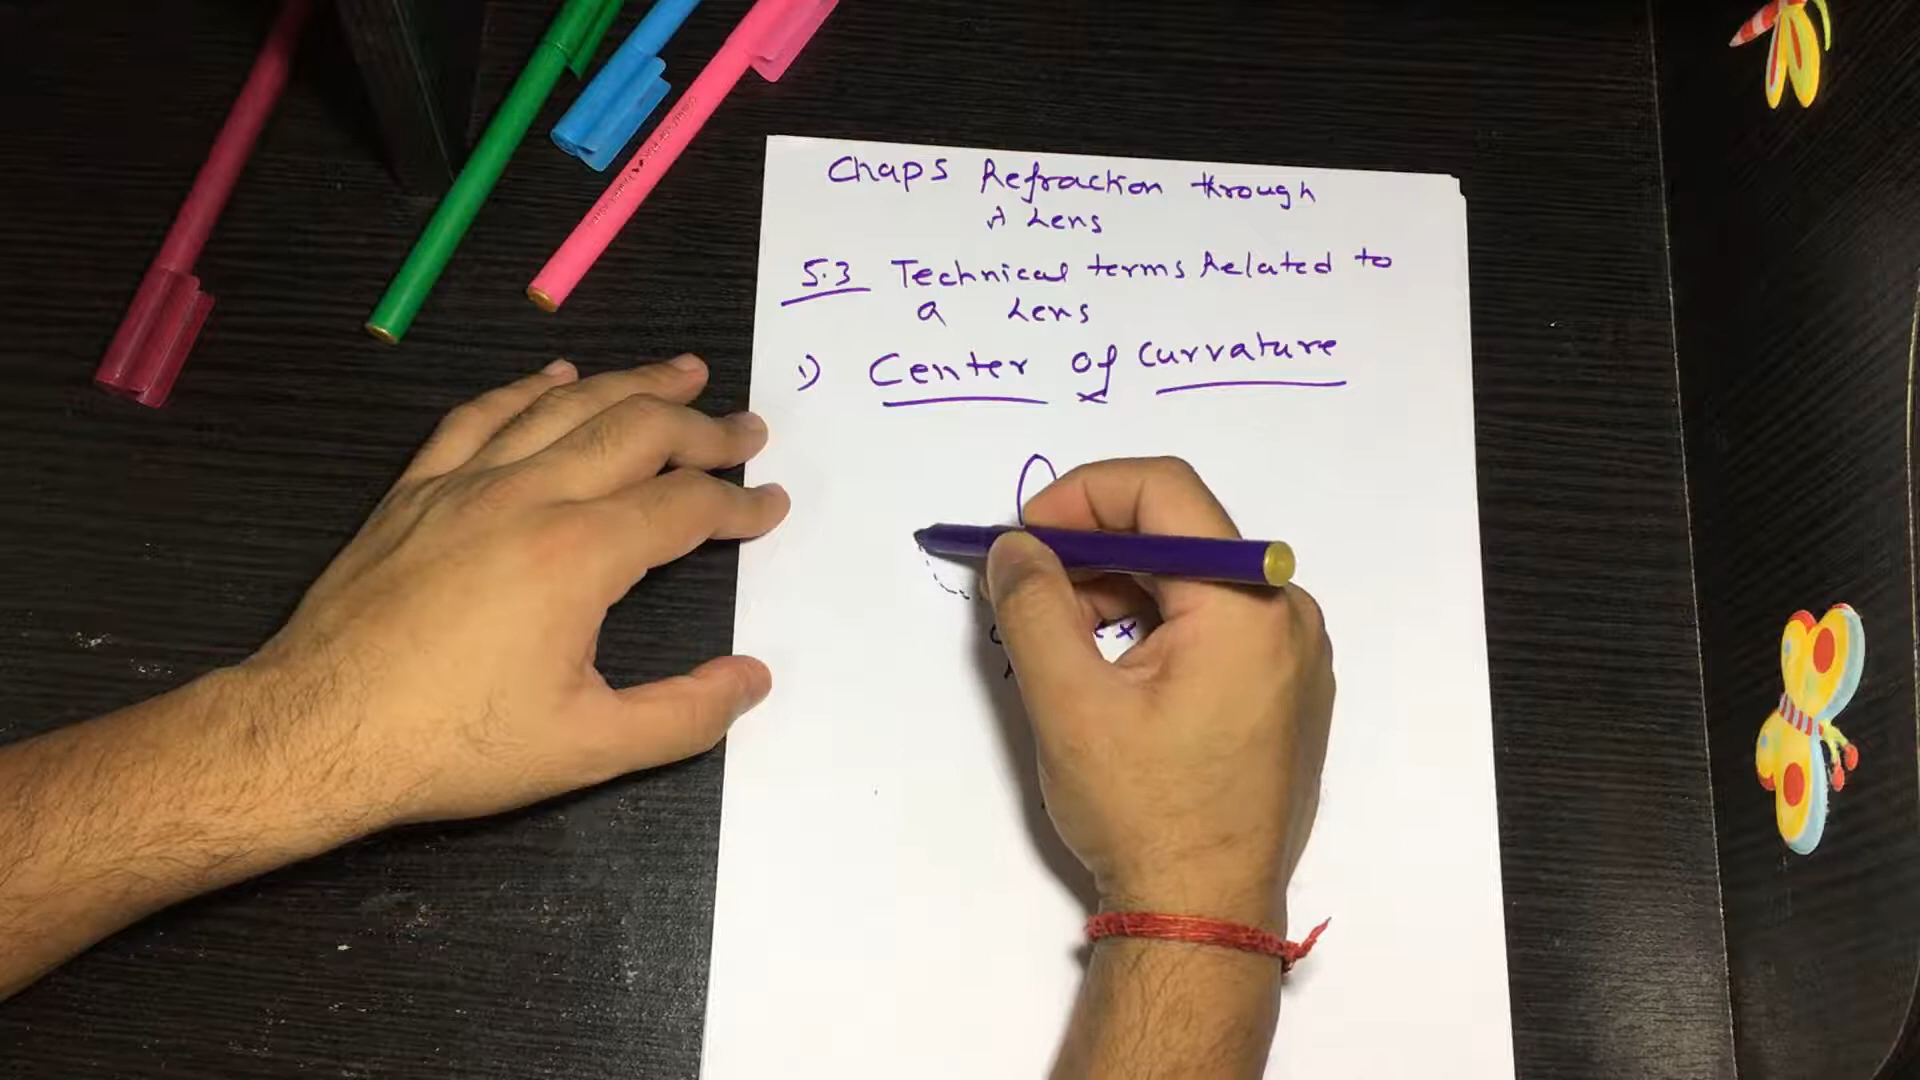 Chap5 Refraction through
A Lens
5.3 Technical terms Related to
a Lens
1) Center of Curvature